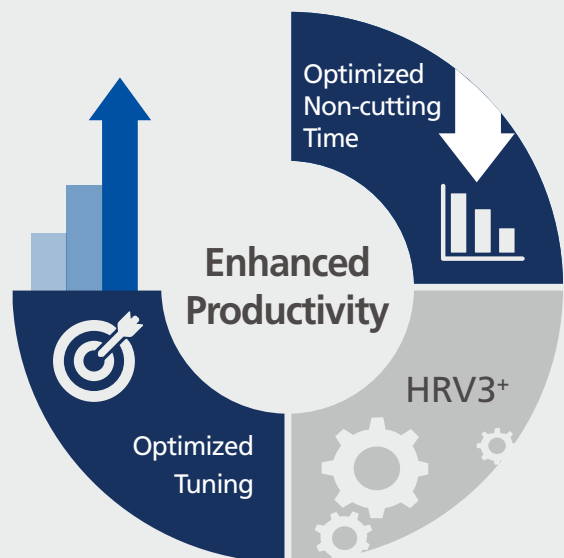 Optimized
Non-cutting
Time
Enhanced
Productivity
HRV3⁺
Optimized
Tuning